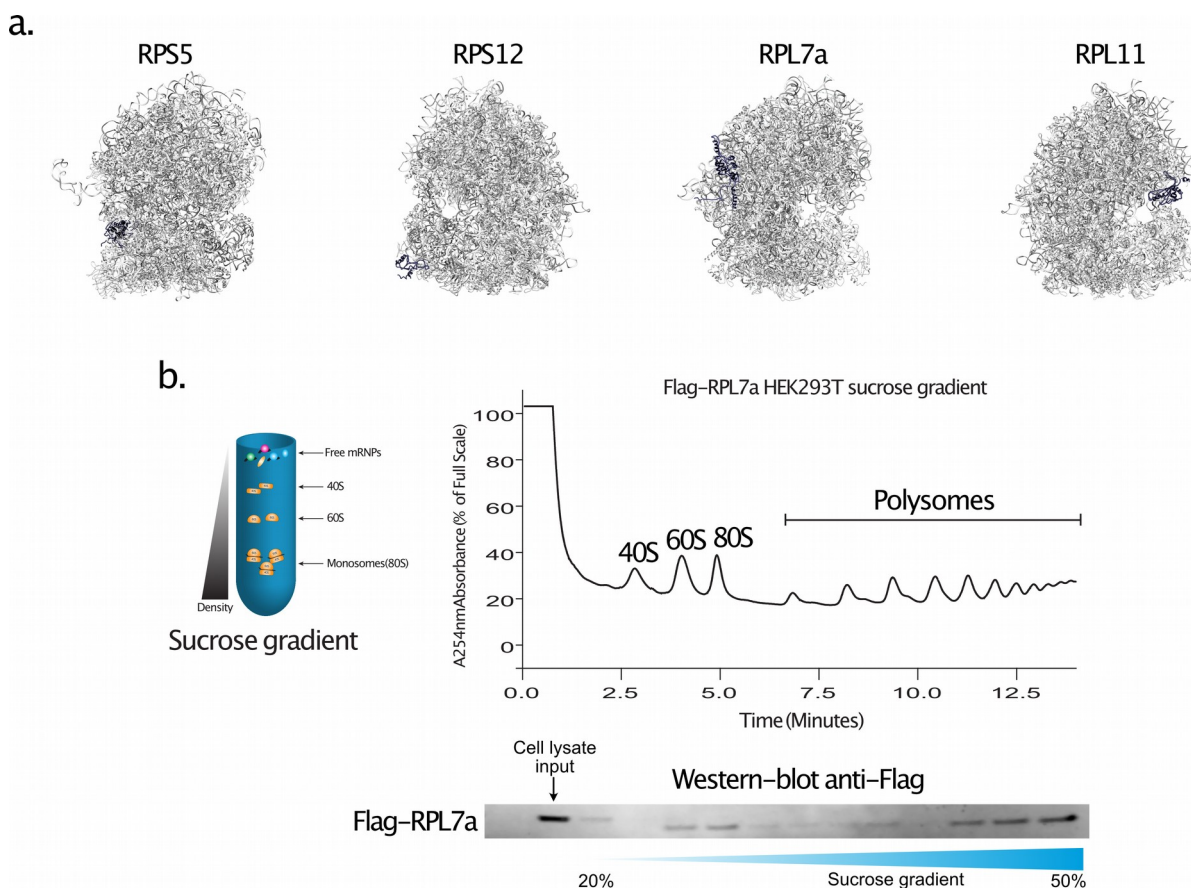 a.
RPS5
RPS12
RPL7a
RPL11
b.
Free mRNPs
40S
60S
Monosomes(80S)
Density
Sucrose gradient
Flag-RPL7a HEK293T sucrose gradient
A254nmAbsorbance (% of Full Scale)
100
80
60
40
20
0
40S
60S
80S
Polysomes
0.0
2.5
5.0
7.5
10.0
12.5
Time (Minutes)
Cell lysate
input
Western-blot anti-Flag
Flag-RPL7a
20%
Sucrose gradient
50%